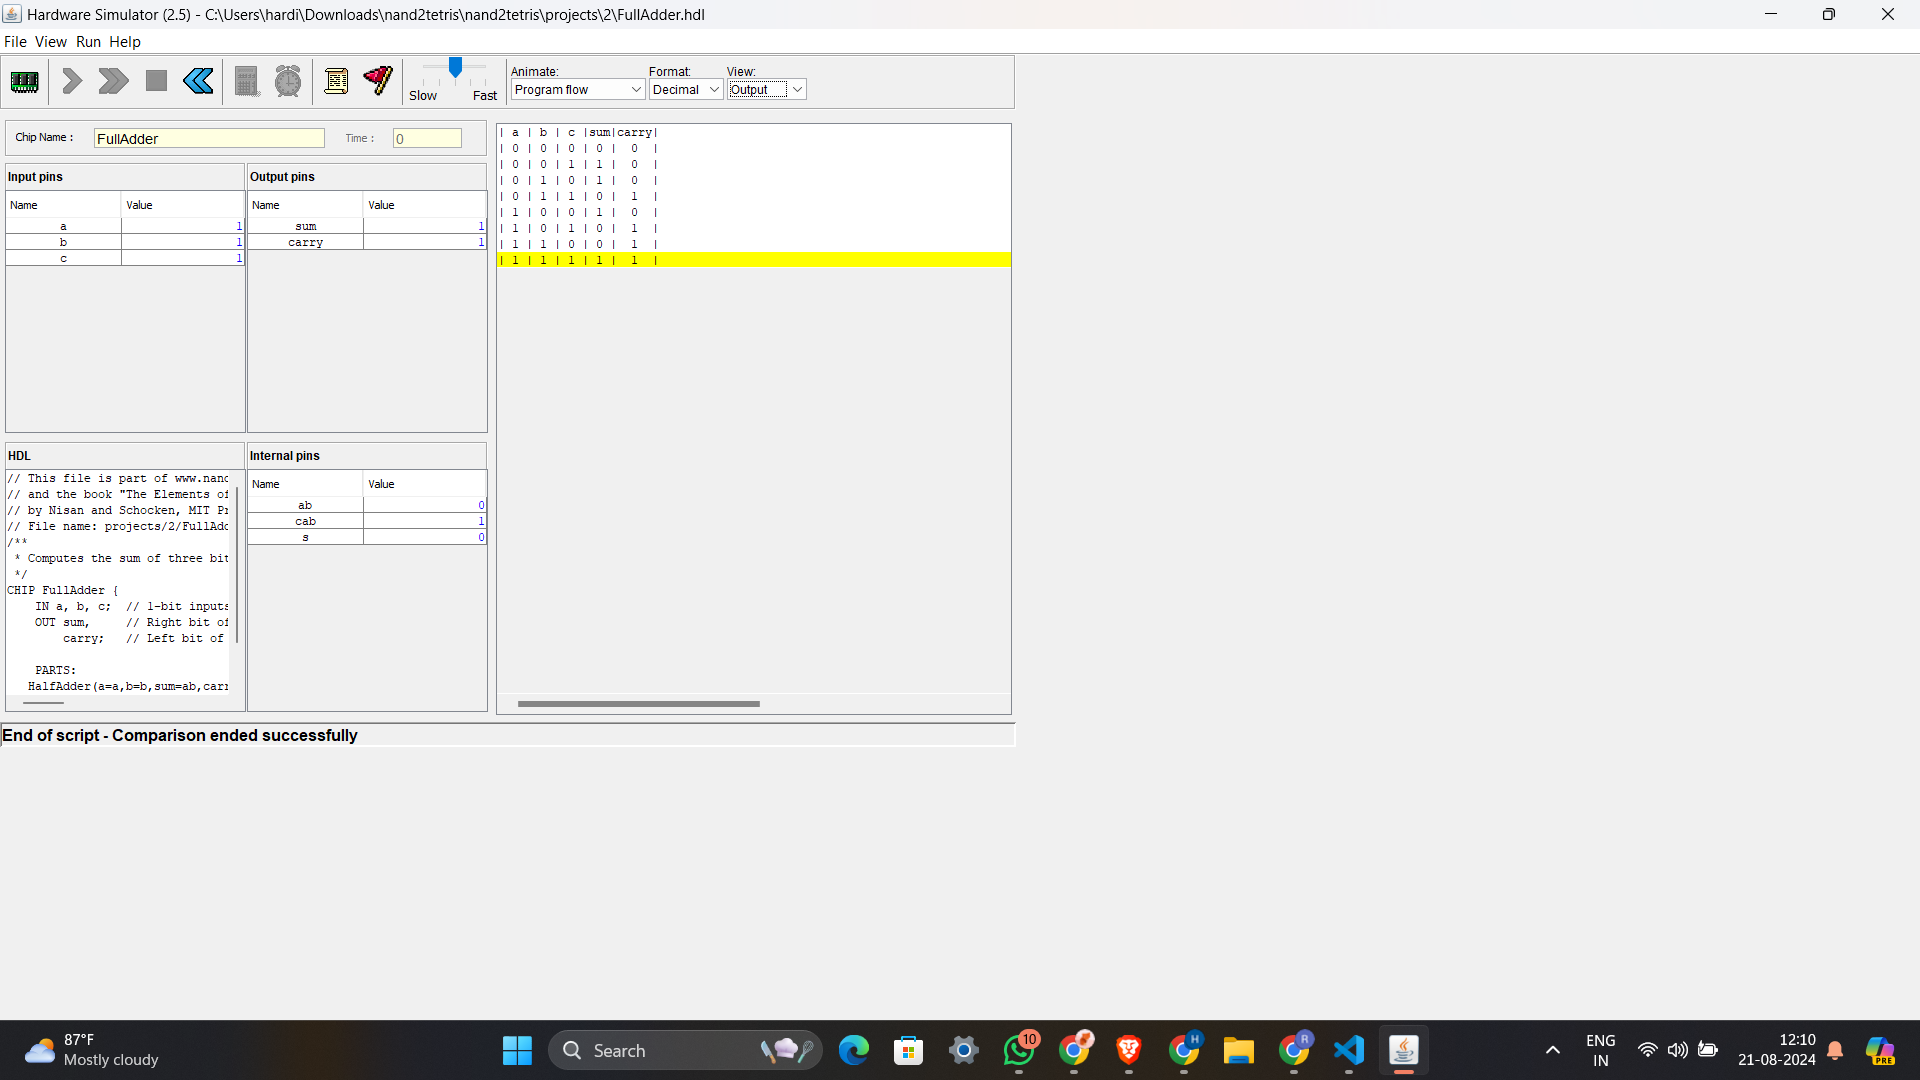 Hardware Simulator (2.5) - C:\Users\hardi\Downloads\nand2tetris\nand2tetris\projects\2\FullAdder.hdl
File View Run Help
Slow Fast
Animate: Format: View:
Program flow Decimal Output
Chip Name : FullAdder Time : 0
Input pins
Name Value
a 1
b 1
c 1
Output pins
Name Value
sum 1
carry 1
HDL
// This file is part of www.nand
// and the book "The Elements of
// by Nisan and Schocken, MIT Pr
// File name: projects/2/FullAdd
/**
* Computes the sum of three bit
*/
CHIP FullAdder {
IN a, b, c; // 1-bit inputs
OUT sum, // Right bit of
carry; // Left bit of
PARTS:
HalfAdder(a=a,b=b,sum=ab,carr
Internal pins
Name Value
ab 0
cab 1
s 0
| a | b | c |sum|carry|
| 0 | 0 | 0 | 0 | 0 |
| 0 | 0 | 1 | 1 | 0 |
| 0 | 1 | 0 | 1 | 0 |
| 0 | 1 | 1 | 0 | 1 |
| 1 | 0 | 0 | 1 | 0 |
| 1 | 0 | 1 | 0 | 1 |
| 1 | 1 | 0 | 0 | 1 |
| 1 | 1 | 1 | 1 | 1 |
End of script - Comparison ended successfully
87°F
Mostly cloudy
Search
10
H
R
ENG
IN
12:10
21-08-2024
PRE